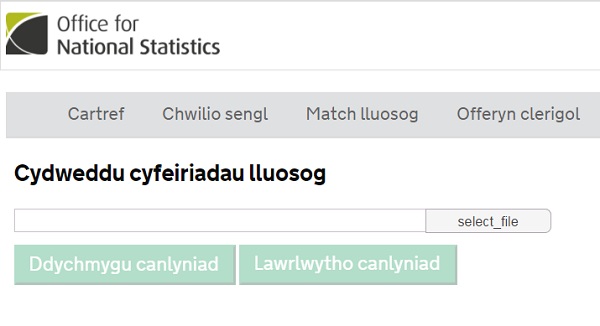 Office for
National Statistics
Cartref Chwilio sengl Match lluosog Offeryn clerigol
Cydweddu cyfeiriadau lluosog
select_file
Ddychmygu canlyniad Lawrlwytho canlyniad